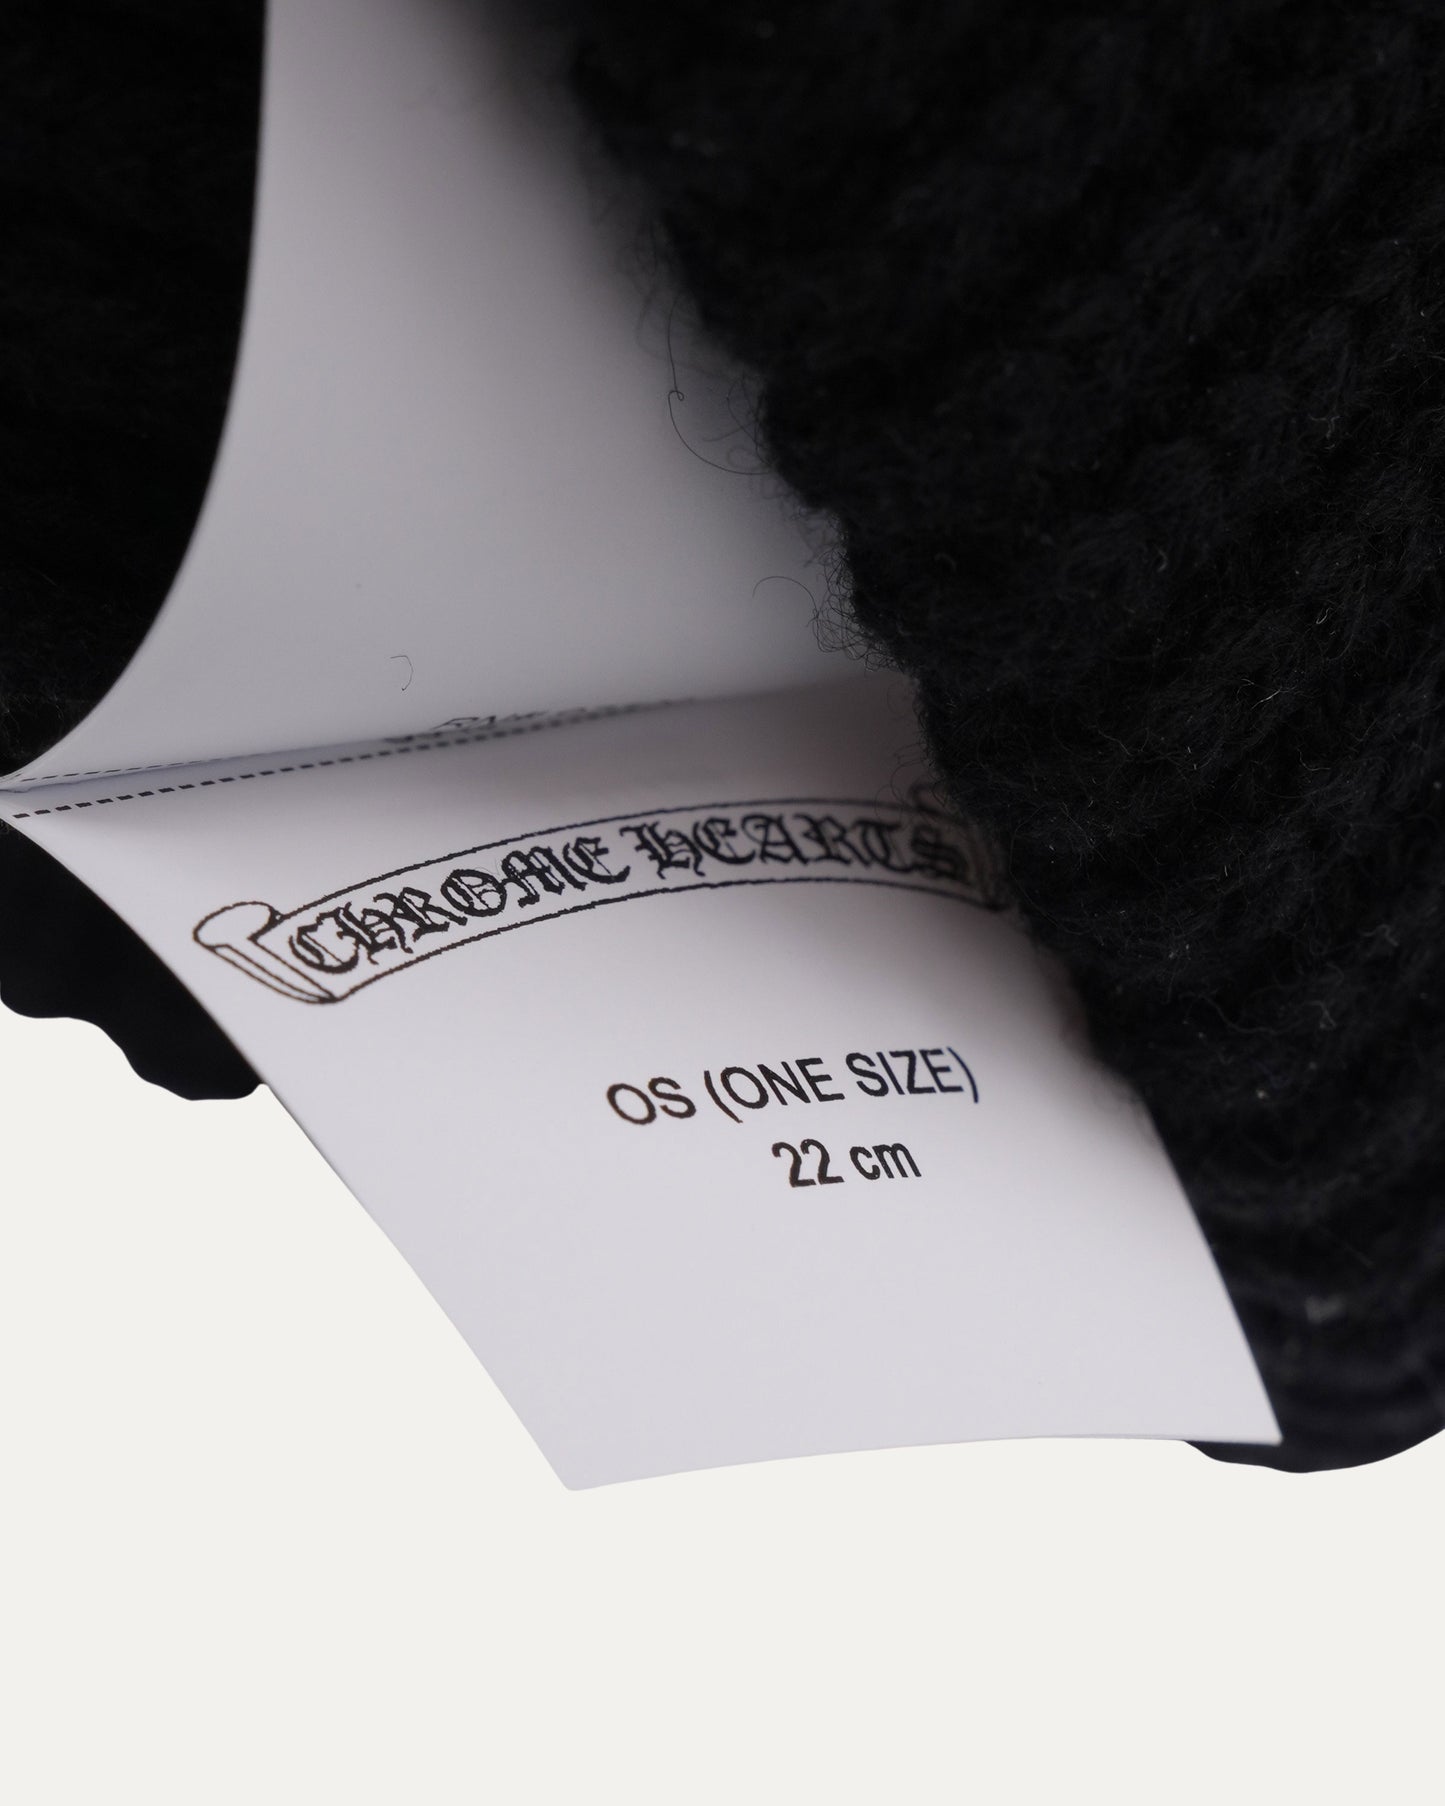 CHROME HEARTS
OS (ONE SIZE)
22 cm